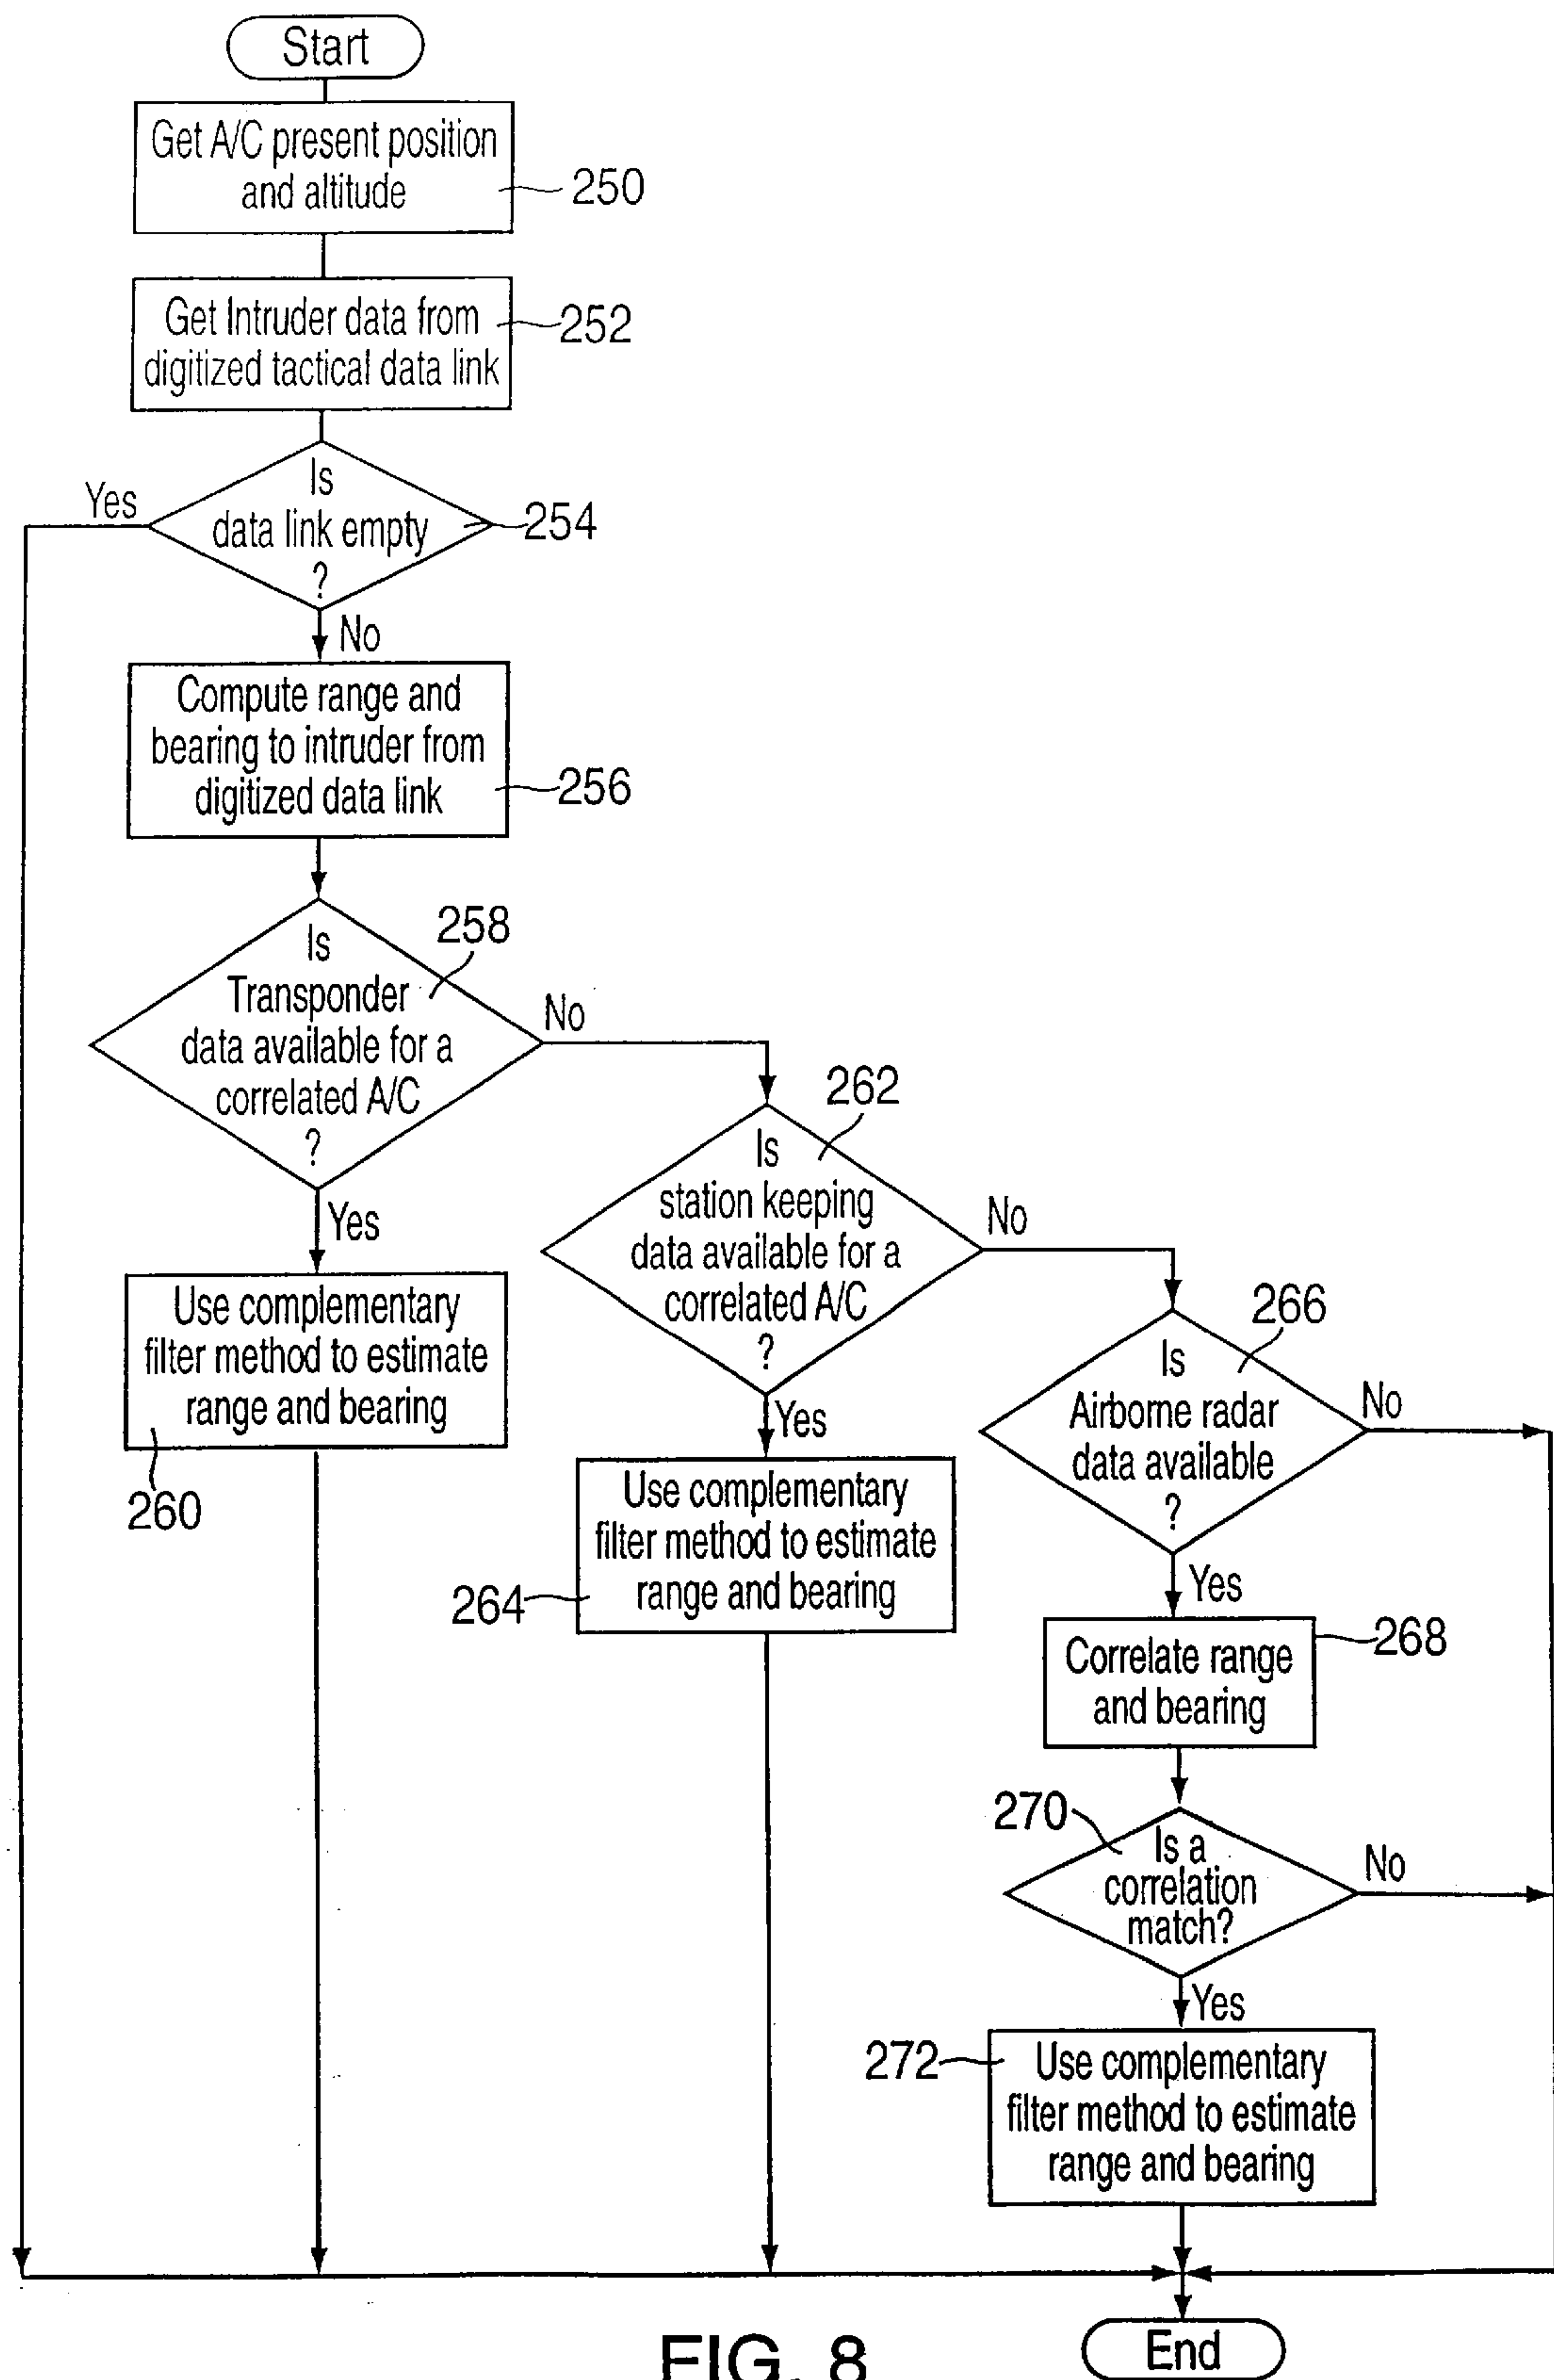 Start
Get A/C present position
and altitude
250
Get Intruder data from
digitized tactical data link
252
Is
data link empty
?
254
Yes
No
Compute range and
bearing to intruder from
digitized data link
256
Is
Transponder
data available for a
correlated A/C
?
258
No
Yes
Use complementary
filter method to estimate
range and bearing
260
Is
station keeping
data available for a
correlated A/C
?
262
No
Yes
Use complementary
filter method to estimate
range and bearing
264
Is
Airborne radar
data available
?
266
No
Yes
Correlate range
and bearing
268
Is a
correlation
match?
270
No
Yes
Use complementary
filter method to estimate
range and bearing
272
End
FIG. 8